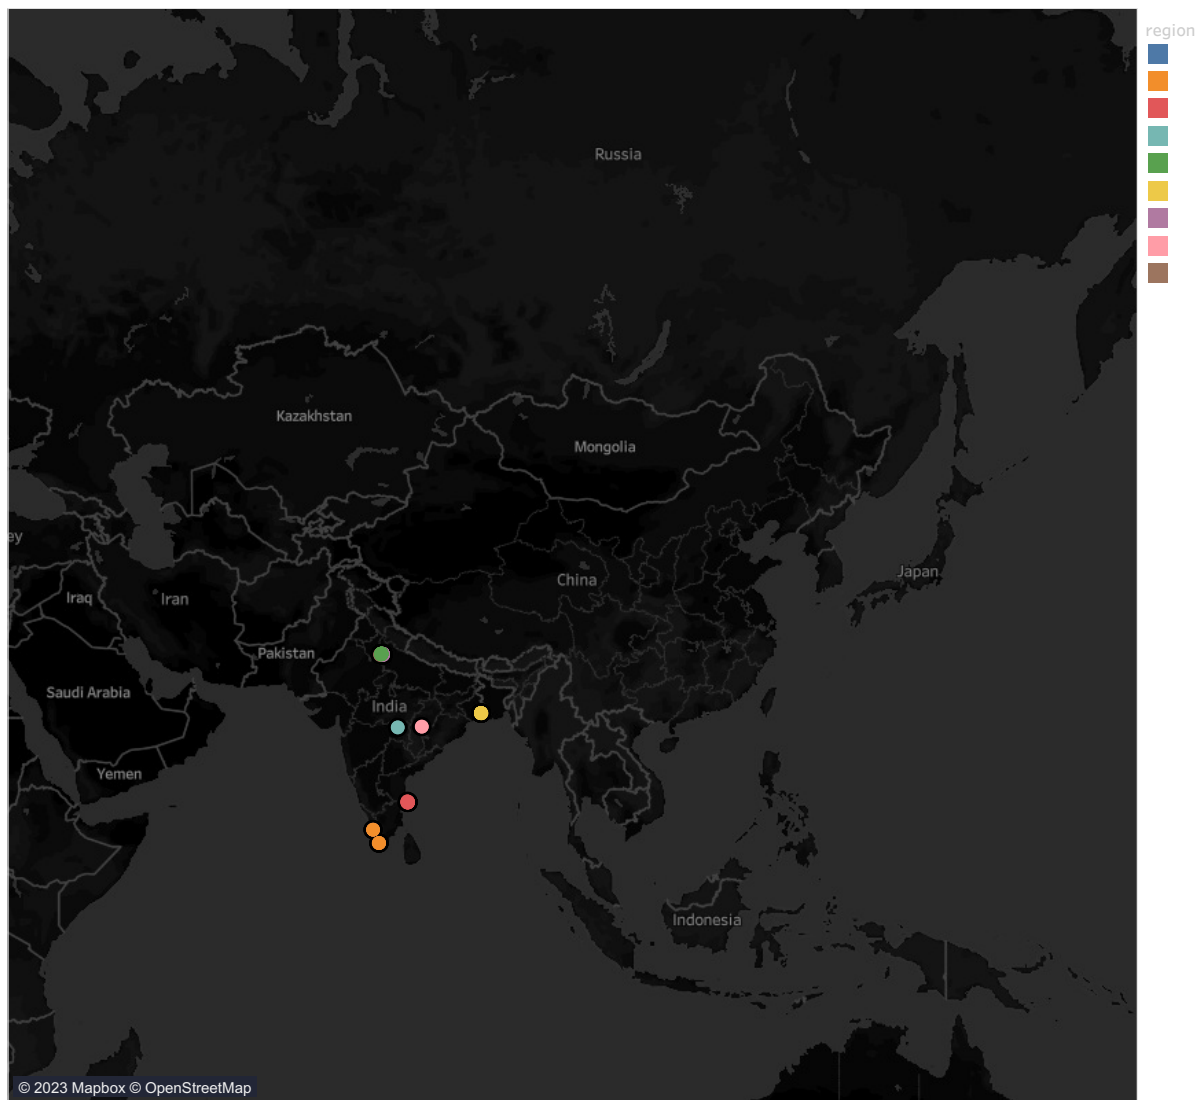 region
Russia
Kazakhstan
Mongolia
ey
China
Japan
Iraq
Iran
Pakistan
Saudi Arabia
India
Yemen
Indonesia
© 2023 Mapbox © OpenStreetMap